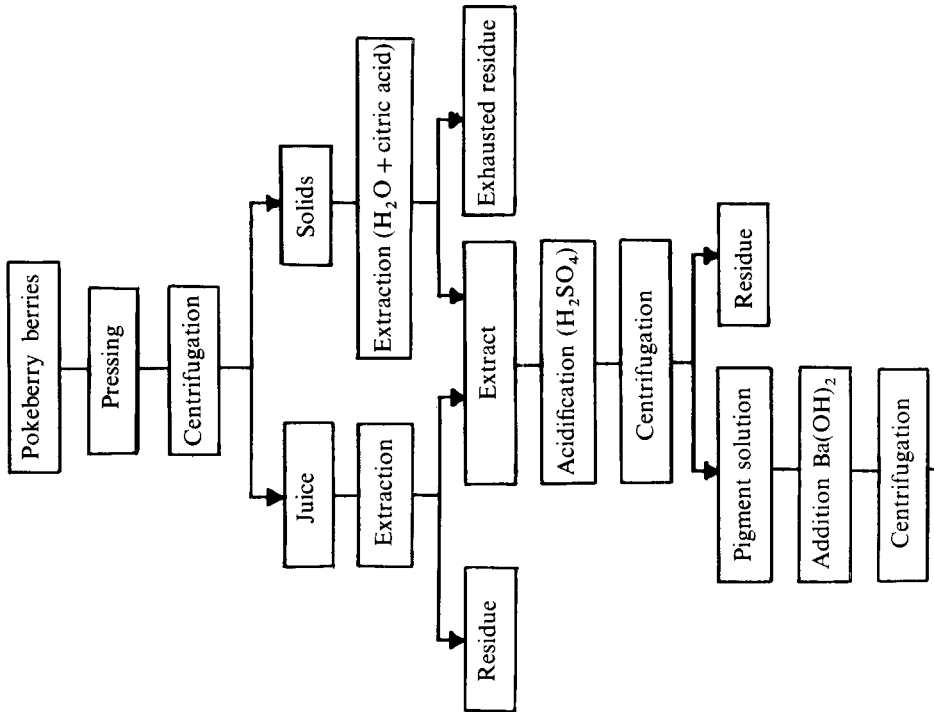 Pokeberry berries
Pressing
Centrifugation
Juice
Solids
Extraction
Extraction (H₂O + citric acid)
Residue
Extract
Exhausted residue
Acidification (H₂SO₄)
Centrifugation
Pigment solution
Residue
Addition Ba(OH)₂
Centrifugation